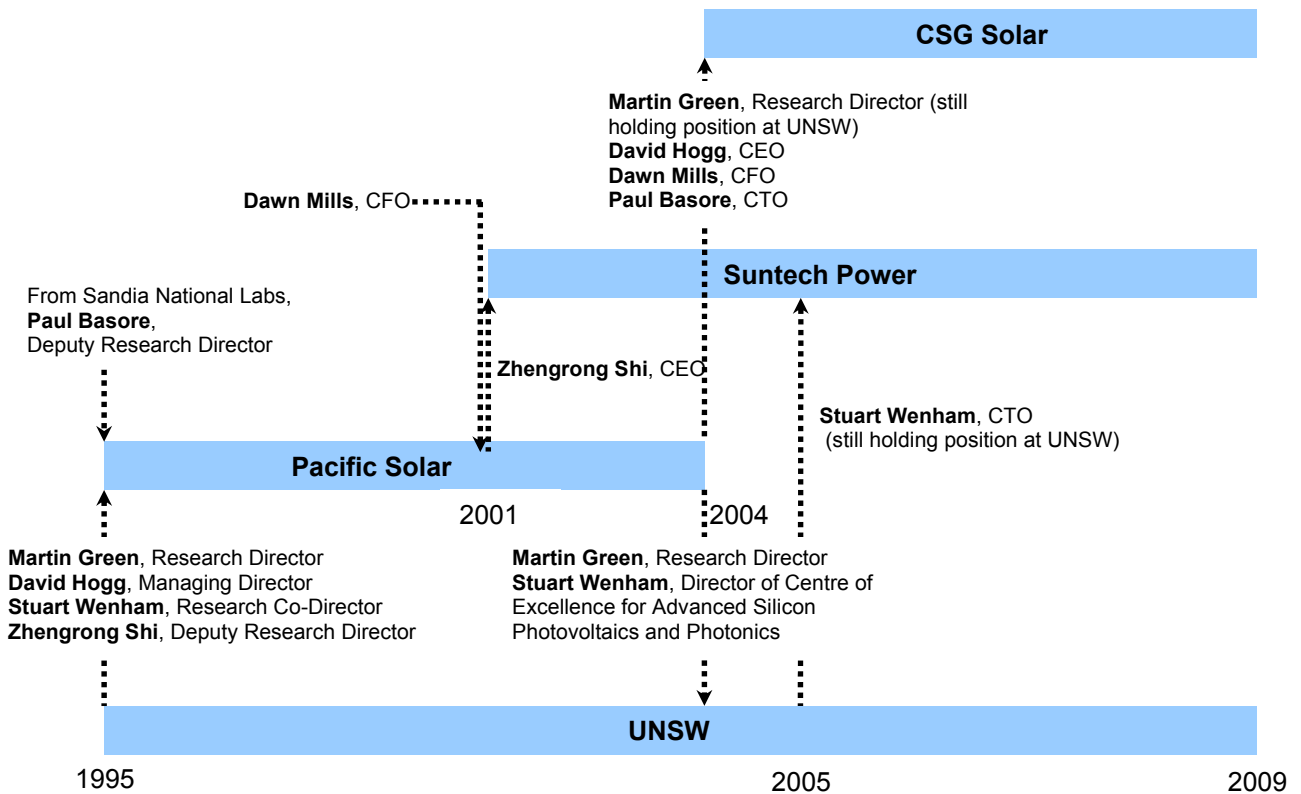 CSG Solar
Martin Green, Research Director (still
holding position at UNSW)
David Hogg, CEO
Dawn Mills, CFO
Paul Basore, CTO
Dawn Mills, CFO
Suntech Power
From Sandia National Labs,
Paul Basore,
Deputy Research Director
Zhengrong Shi, CEO
Stuart Wenham, CTO
(still holding position at UNSW)
Pacific Solar
2001
2004
Martin Green, Research Director
David Hogg, Managing Director
Stuart Wenham, Research Co-Director
Zhengrong Shi, Deputy Research Director
Martin Green, Research Director
Stuart Wenham, Director of Centre of
Excellence for Advanced Silicon
Photovoltaics and Photonics
UNSW
1995
2005
2009